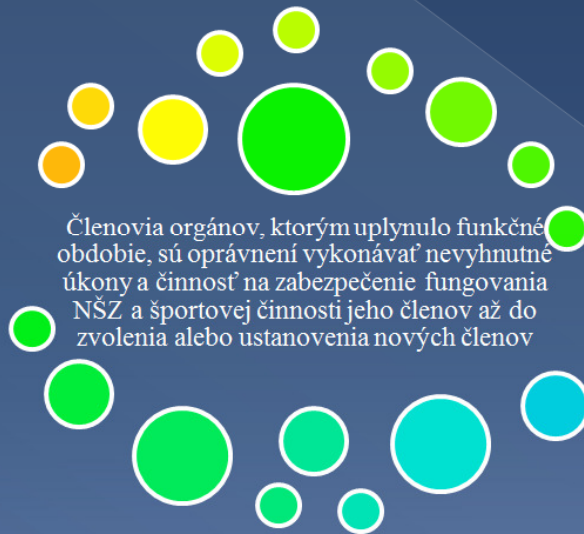 Členovia orgánov, ktorým uplynulo funkčné
obdobie, sú oprávnení vykonávať nevyhnutné
úkony a činnosť na zabezpečenie fungovania
NŠZ a športovej činnosti jeho členov až do
zvolenia alebo ustanovenia nových členov